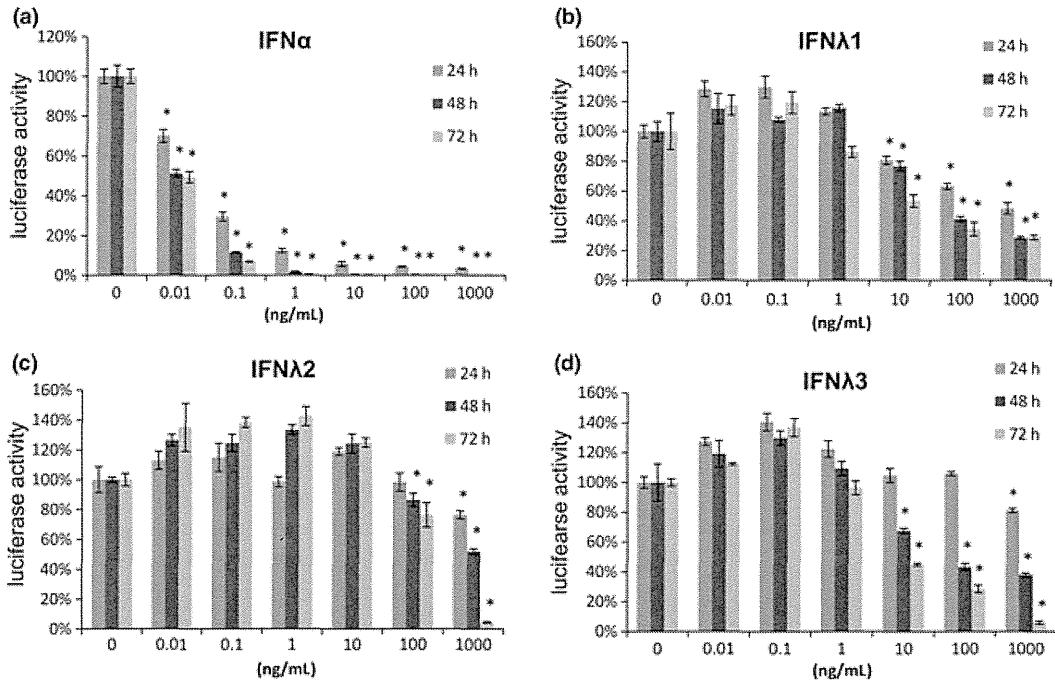 (a)
IFNα
120%
100%
80%
60%
40%
20%
0%
luciferase activity
24 h
48 h
72 h
* * * * * * * * * * * * * * * * * *
0 0.01 0.1 1 10 100 1000
(ng/mL)
(b)
IFNλ1
160%
140%
120%
100%
80%
60%
40%
20%
0%
luciferase activity
24 h
48 h
72 h
* * * * * * * * *
0 0.01 0.1 1 10 100 1000
(ng/mL)
(c)
IFNλ2
160%
140%
120%
100%
80%
60%
40%
20%
0%
luciferase activity
24 h
48 h
72 h
* * * * *
0 0.01 0.1 1 10 100 1000
(ng/mL)
(d)
IFNλ3
160%
140%
120%
100%
80%
60%
40%
20%
0%
lucifearse activity
24 h
48 h
72 h
* * * * * * *
0 0.01 0.1 1 10 100 1000
(ng/mL)